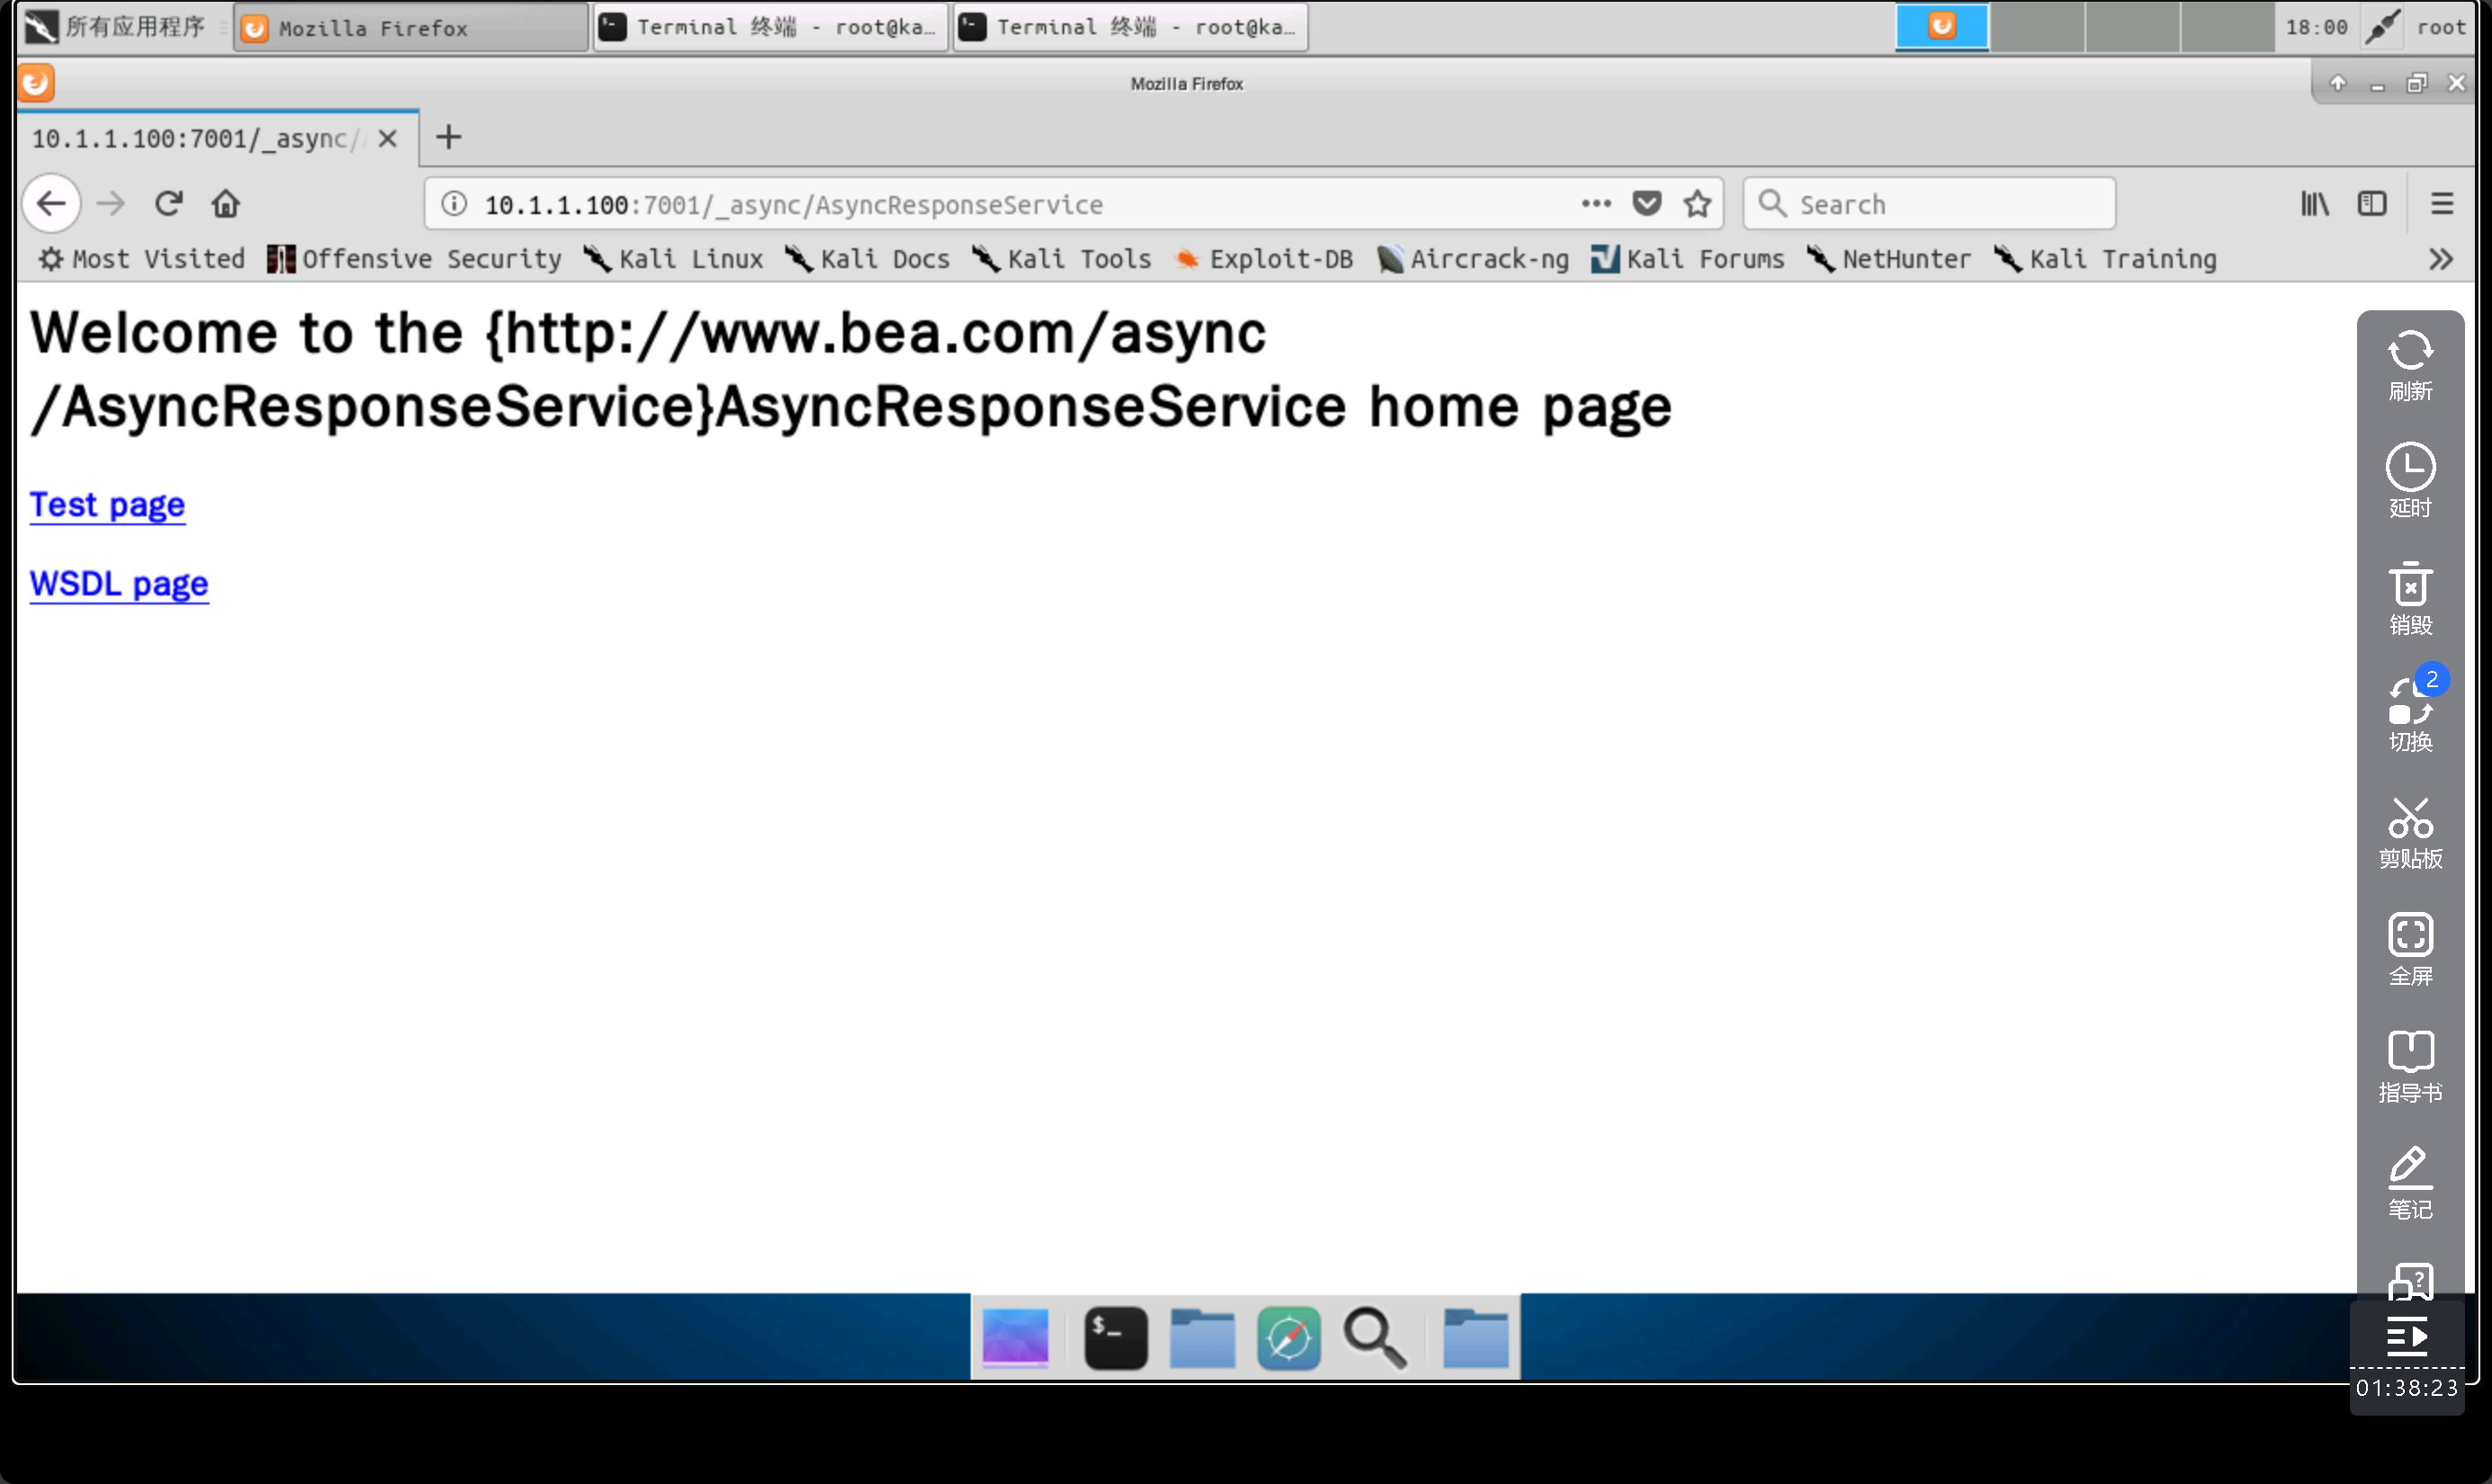 所有应用程序 Mozilla Firefox Terminal 终端 - root@ka… Terminal 终端 - root@ka… 18:00 root
Mozilla Firefox
10.1.1.100:7001/_async/
10.1.1.100:7001/_async/AsyncResponseService Search
Most Visited Offensive Security Kali Linux Kali Docs Kali Tools Exploit-DB Aircrack-ng Kali Forums NetHunter Kali Training
Welcome to the {http://www.bea.com/async
/AsyncResponseService}AsyncResponseService home page
Test page
WSDL page
刷新
延时
销毁
2
切换
剪贴板
全屏
指导书
笔记
$_
01:38:23